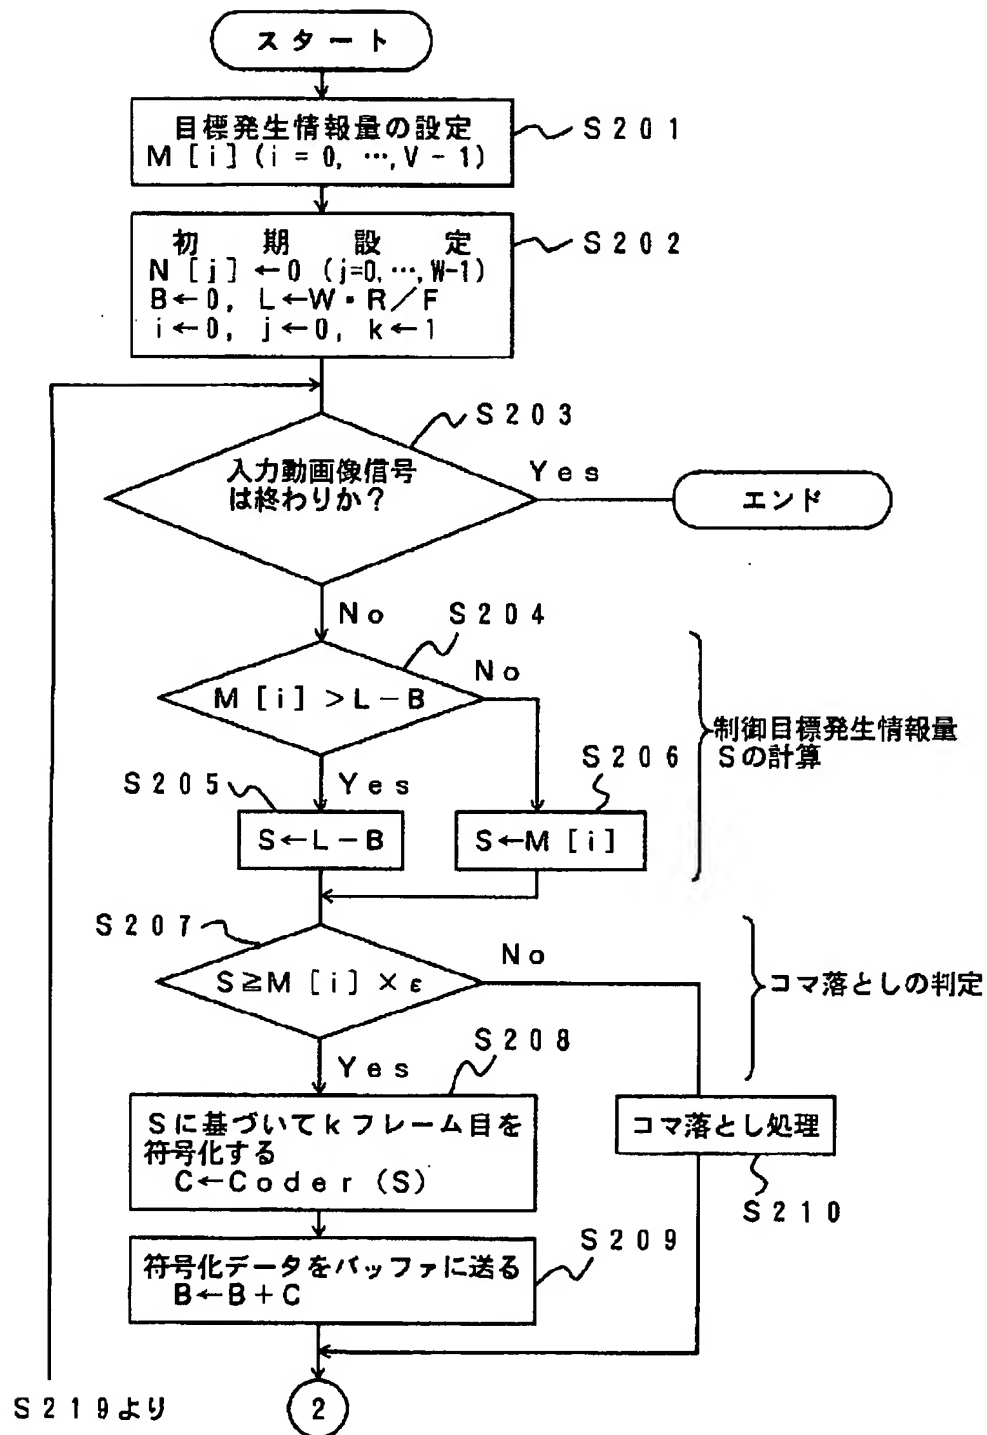 スタート
目標発生情報量の設定
M[i](i=0, …,V-1)
S201
初期設定
N[j]←0 (j=0,…,W-1)
B←0, L←W・R/F
i←0, j←0, k←1
S202
S203
入力動画像信号
は終わりか?
Yes
エンド
No
S204
M[i]>L-B
No
Yes
S205
S←L-B
S206
S←M[i]
制御目標発生情報量
Sの計算
S207
S≧M[i]×ε
No
コマ落としの判定
Yes
S208
Sに基づいてkフレーム目を
符号化する
C←Coder(S)
コマ落とし処理
S210
S209
符号化データをバッファに送る
B←B+C
S219より
2